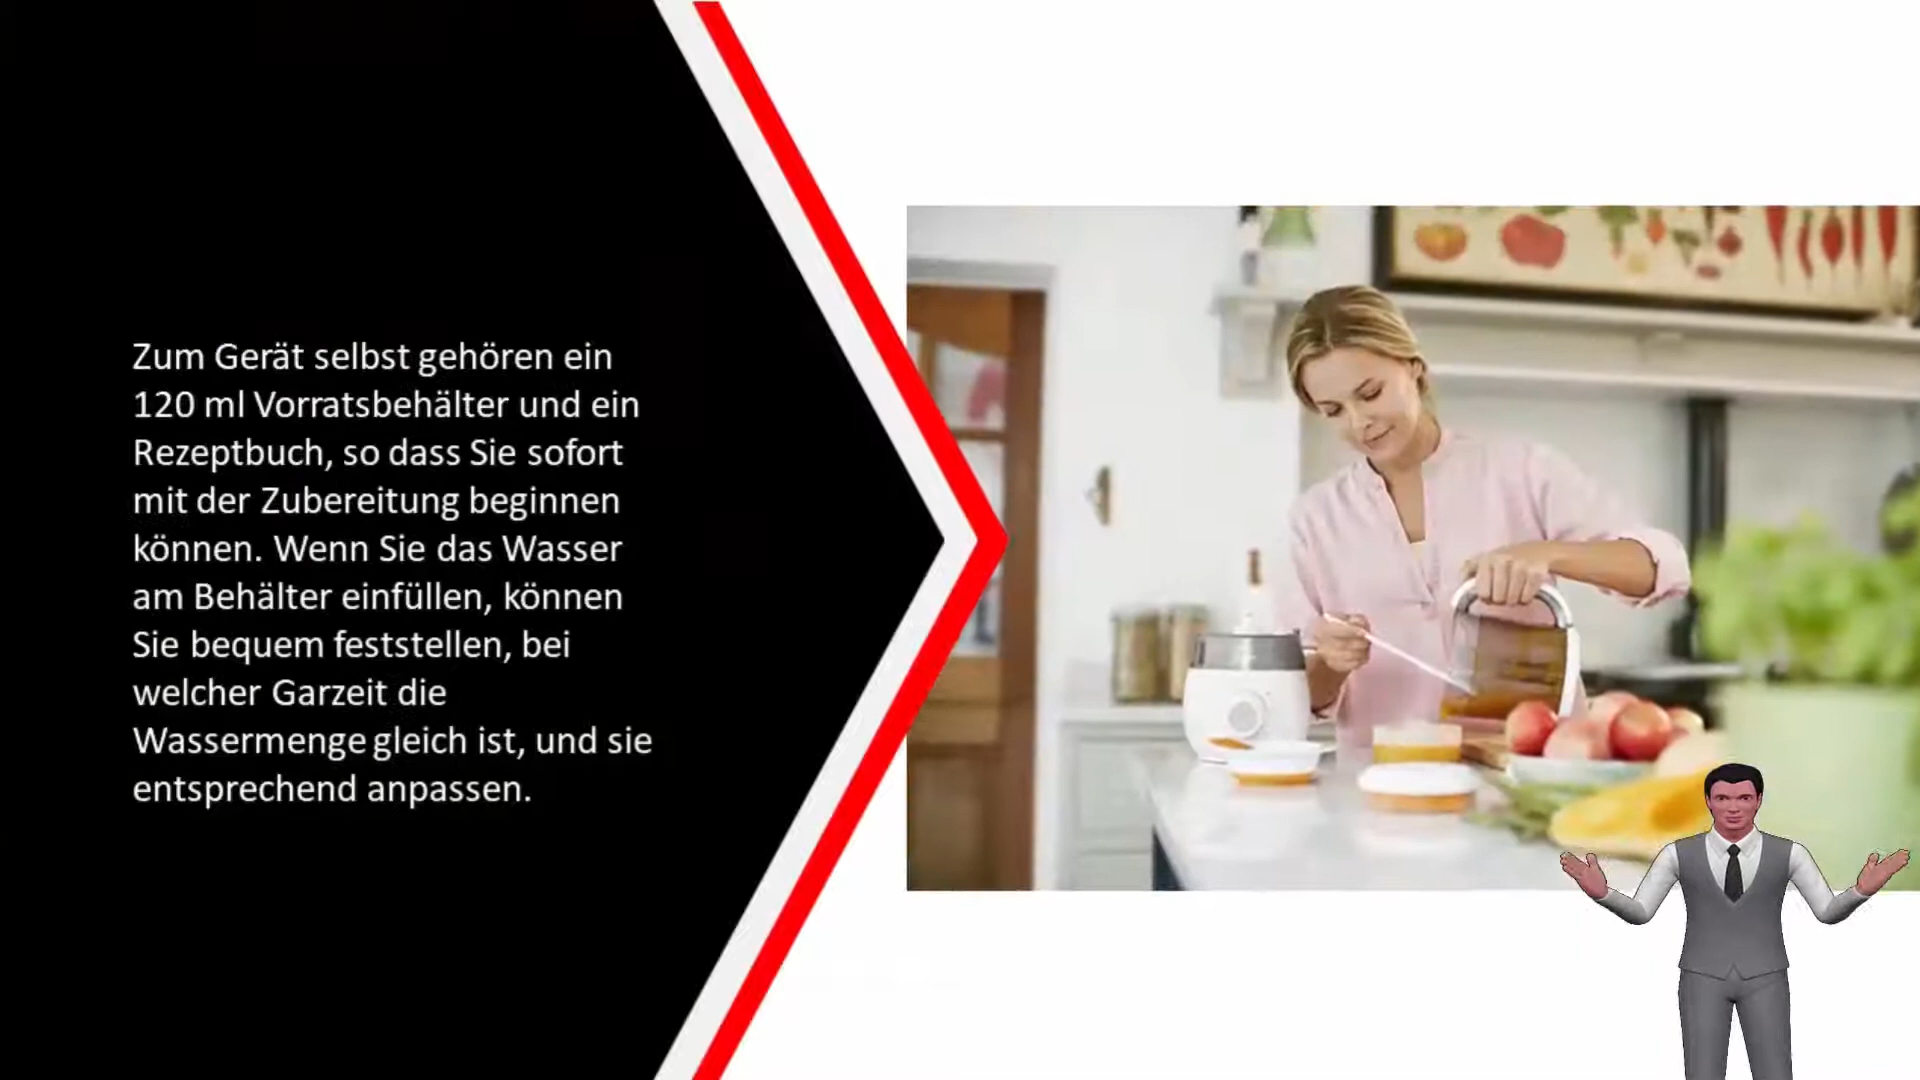 Zum Gerät selbst gehören ein
120 ml Vorratsbehälter und ein
Rezeptbuch, so dass Sie sofort
mit der Zubereitung beginnen
können. Wenn Sie das Wasser
am Behälter einfüllen, können
Sie bequem feststellen, bei
welcher Garzeit die
Wassermenge gleich ist, und sie
entsprechend anpassen.